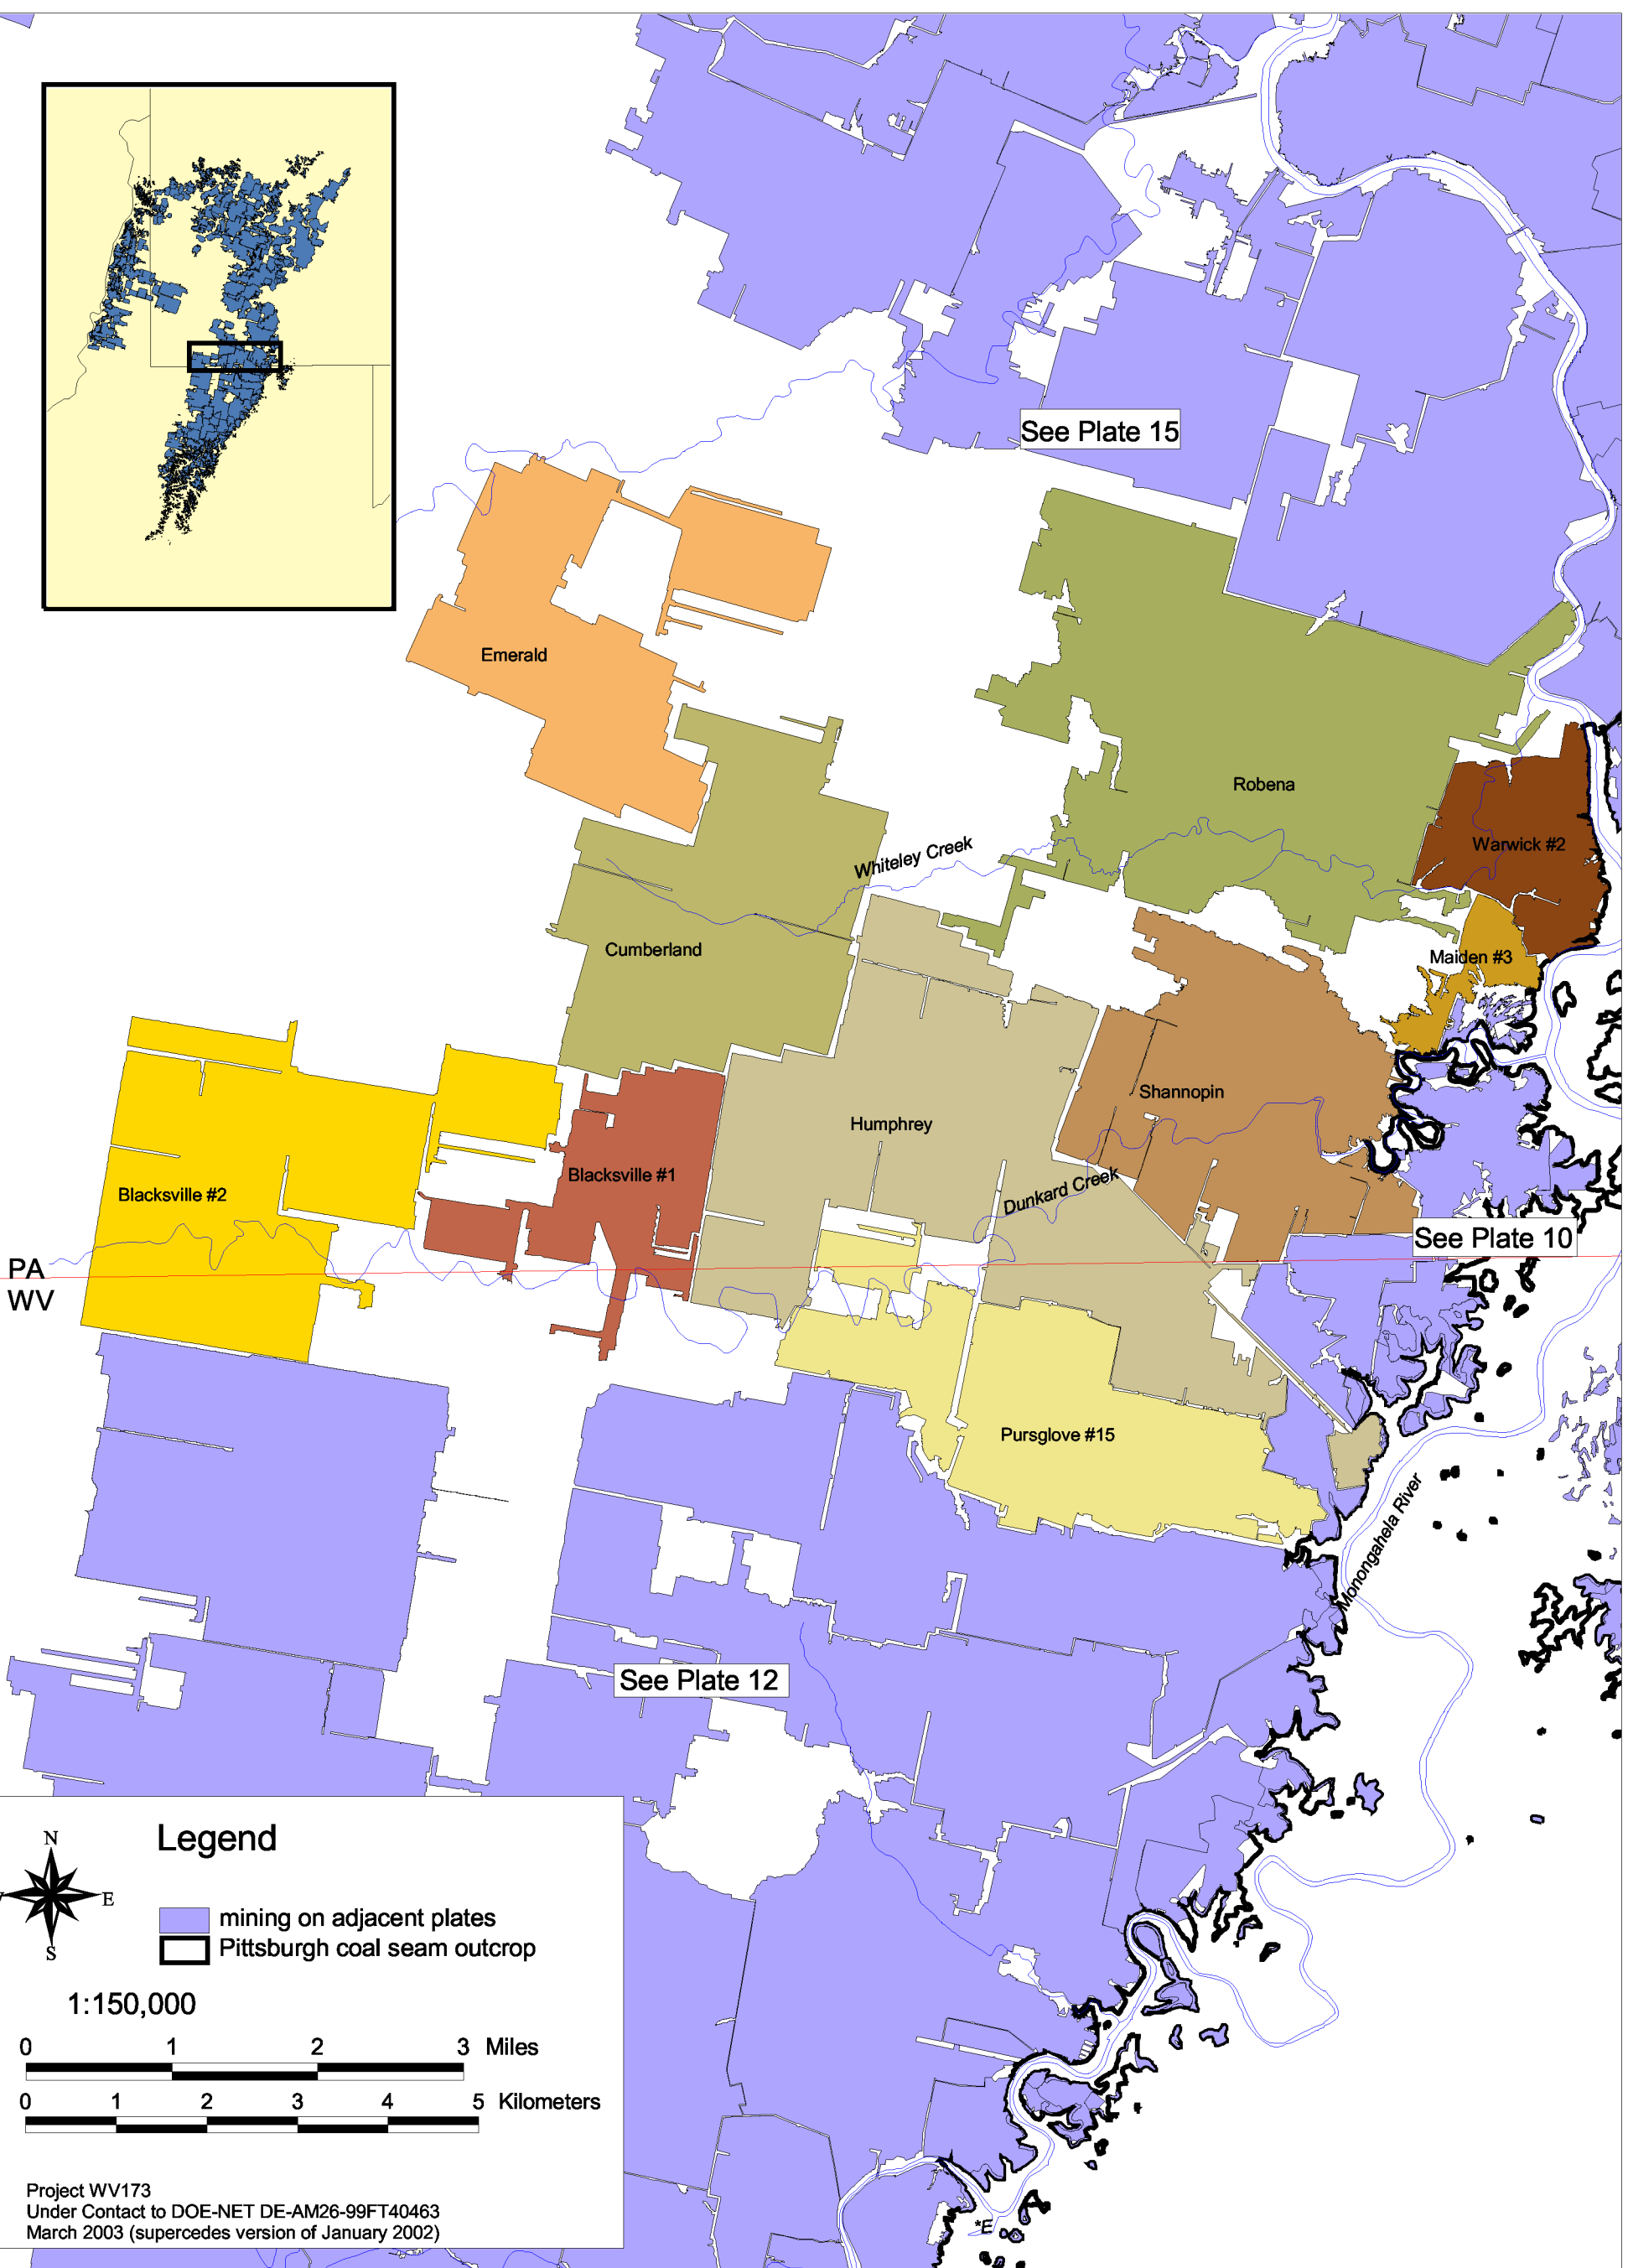 See Plate 15
Emerald
Robena
Warwick #2
Whiteley Creek
Cumberland
Maiden #3
Shannopin
Humphrey
Blacksville #1
Blacksville #2
Dunkard Creek
See Plate 10
PA
WV
Pursglove #15
Monongahela River
See Plate 12
Legend
N
E
S
mining on adjacent plates
Pittsburgh coal seam outcrop
1:150,000
0 1 2 3 Miles
0 1 2 3 4 5 Kilometers
Project WV173
Under Contact to DOE-NET DE-AM26-99FT40463
March 2003 (supercedes version of January 2002)
*E